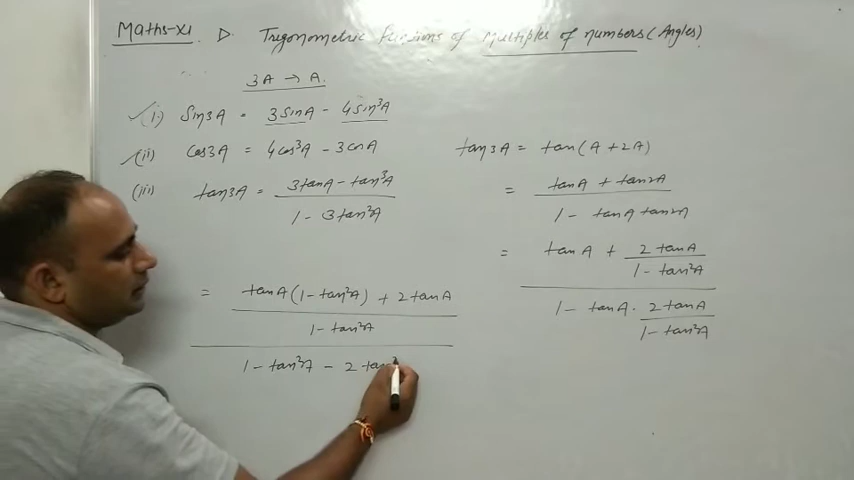 Maths-XI ▷ Trigonometric functions of Multiples of numbers (Angles)
3A → A.
(i) Sin3A = 3SinA - 4Sin³A
(ii) Cos3A = 4cos³A - 3cosA
(iii) tan3A = 3tanA - tan³A
1 - 3tan²A
= tanA(1 - tan²A) + 2tanA
1 - tan²A
1 - tan²A - 2tan²
tan3A = tan(A + 2A)
= tanA + tan2A
1 - tanA tan2A
= tanA + 2tanA
1 - tan²A
1 - tanA . 2tanA
1 - tan²A